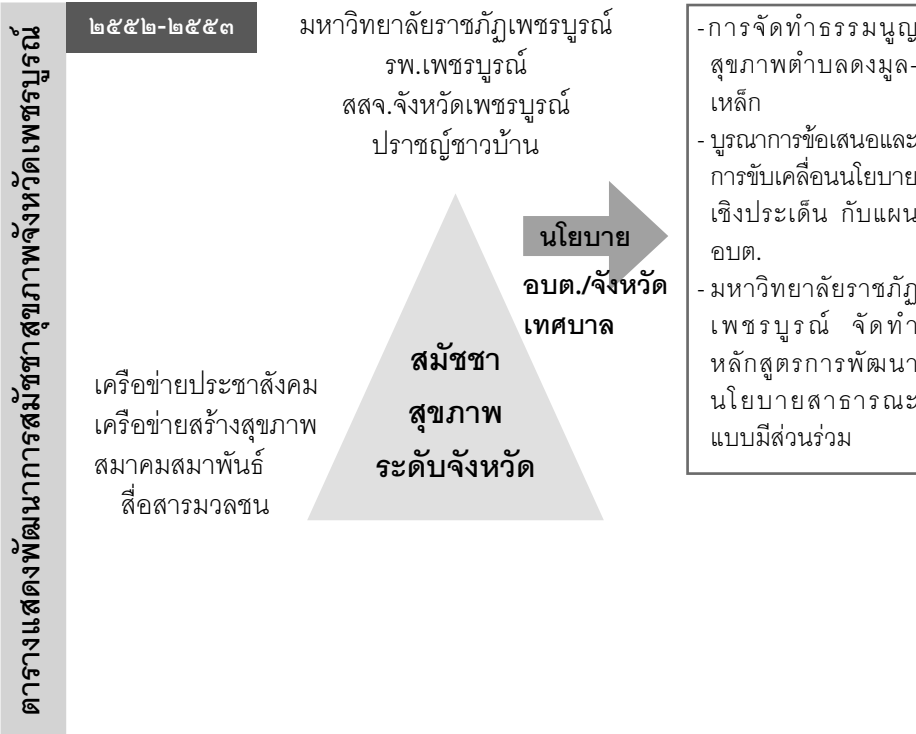 ตารางแสดงพัฒนาการสมัชชาสุขภาพจังหวัดเพชรบูรณ์
๒๕๕๒-๒๕๕๓
มหาวิทยาลัยราชภัฏเพชรบูรณ์
รพ.เพชรบูรณ์
สสจ.จังหวัดเพชรบูรณ์
ปราชญ์ชาวบ้าน
นโยบาย
อบต./จังหวัด
เทศบาล
สมัชชา
สุขภาพ
ระดับจังหวัด
เครือข่ายประชาสังคม
เครือข่ายสร้างสุขภาพ
สมาคมสมาพันธ์
สื่อสารมวลชน
-การจัดทำธรรมนูญ
สุขภาพตำบลดงมูล-
เหล็ก
- บูรณาการข้อเสนอและ
การขับเคลื่อนนโยบาย
เชิงประเด็น กับแผน
อบต.
- มหาวิทยาลัยราชภัฏ
เพชรบูรณ์ จัดทำ
หลักสูตรการพัฒนา
นโยบายสาธารณะ
แบบมีส่วนร่วม